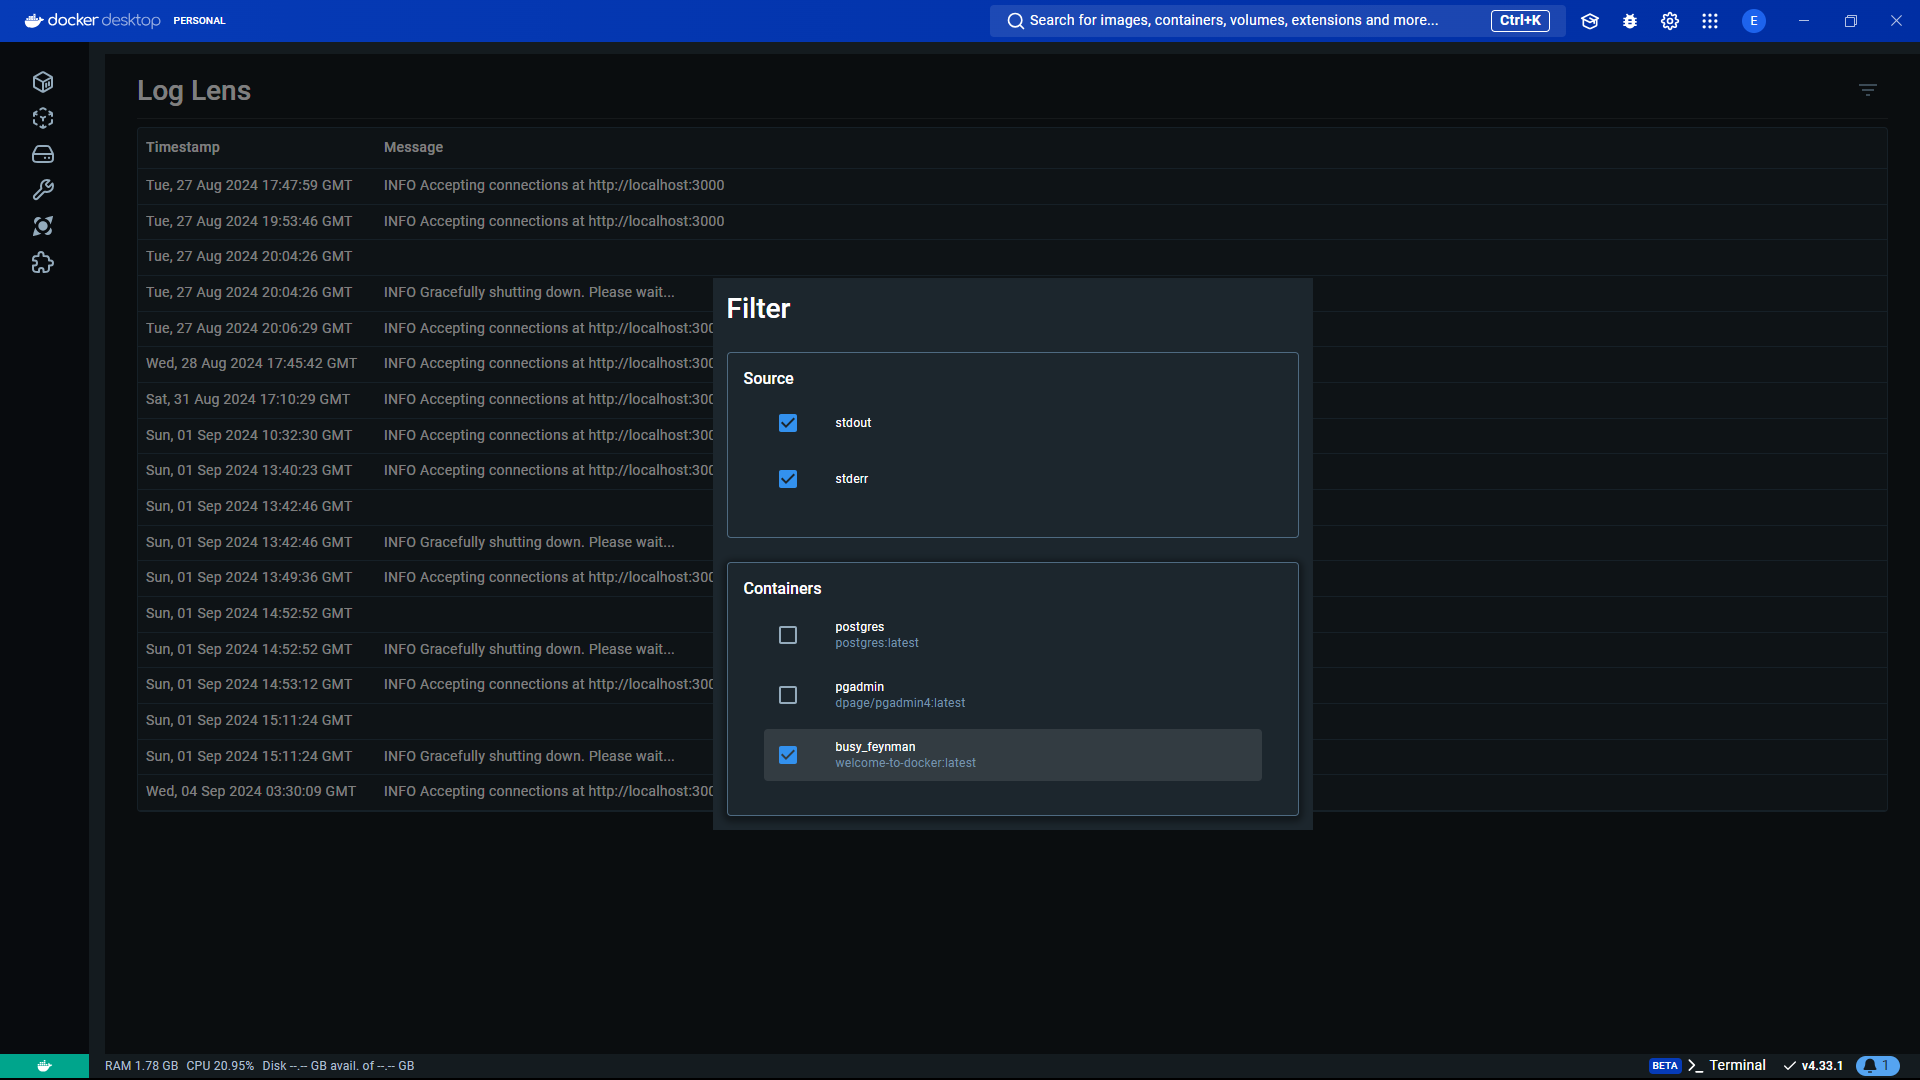 docker desktop PERSONAL
Search for images, containers, volumes, extensions and more... Ctrl+K
E
Log Lens
Timestamp Message
Tue, 27 Aug 2024 17:47:59 GMT INFO Accepting connections at http://localhost:3000
Tue, 27 Aug 2024 19:53:46 GMT INFO Accepting connections at http://localhost:3000
Tue, 27 Aug 2024 20:04:26 GMT
Tue, 27 Aug 2024 20:04:26 GMT INFO Gracefully shutting down. Please wait...
Tue, 27 Aug 2024 20:06:29 GMT INFO Accepting connections at http://localhost:300
Wed, 28 Aug 2024 17:45:42 GMT INFO Accepting connections at http://localhost:300
Sat, 31 Aug 2024 17:10:29 GMT INFO Accepting connections at http://localhost:300
Sun, 01 Sep 2024 10:32:30 GMT INFO Accepting connections at http://localhost:300
Sun, 01 Sep 2024 13:40:23 GMT INFO Accepting connections at http://localhost:300
Sun, 01 Sep 2024 13:42:46 GMT
Sun, 01 Sep 2024 13:42:46 GMT INFO Gracefully shutting down. Please wait...
Sun, 01 Sep 2024 13:49:36 GMT INFO Accepting connections at http://localhost:300
Sun, 01 Sep 2024 14:52:52 GMT
Sun, 01 Sep 2024 14:52:52 GMT INFO Gracefully shutting down. Please wait...
Sun, 01 Sep 2024 14:53:12 GMT INFO Accepting connections at http://localhost:300
Sun, 01 Sep 2024 15:11:24 GMT
Sun, 01 Sep 2024 15:11:24 GMT INFO Gracefully shutting down. Please wait...
Wed, 04 Sep 2024 03:30:09 GMT INFO Accepting connections at http://localhost:300
Filter
Source
stdout
stderr
Containers
postgres
postgres:latest
pgadmin
dpage/pgadmin4:latest
busy_feynman
welcome-to-docker:latest
RAM 1.78 GB CPU 20.95% Disk --.-- GB avail. of --.-- GB
BETA >_ Terminal v4.33.1 1